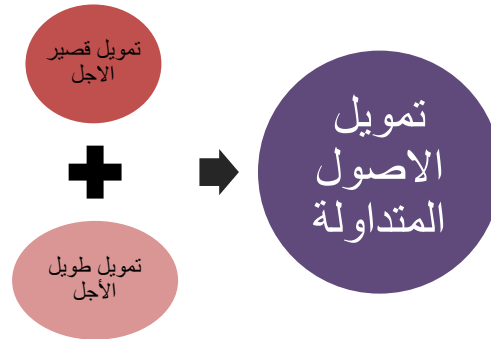 تمويل قصير
الاجل
تمويل طويل
الأجل
تمويل
الاصول
المتداولة